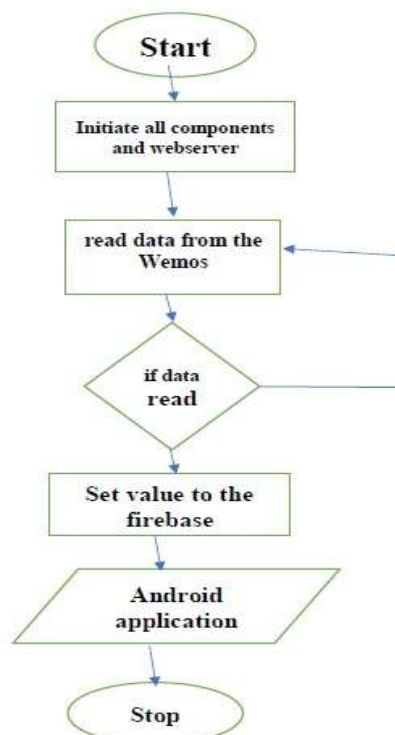 Start
Initiate all components
and webserver
read data from the
Wemos
if data
read
Set value to the
firebase
Android
application
Stop